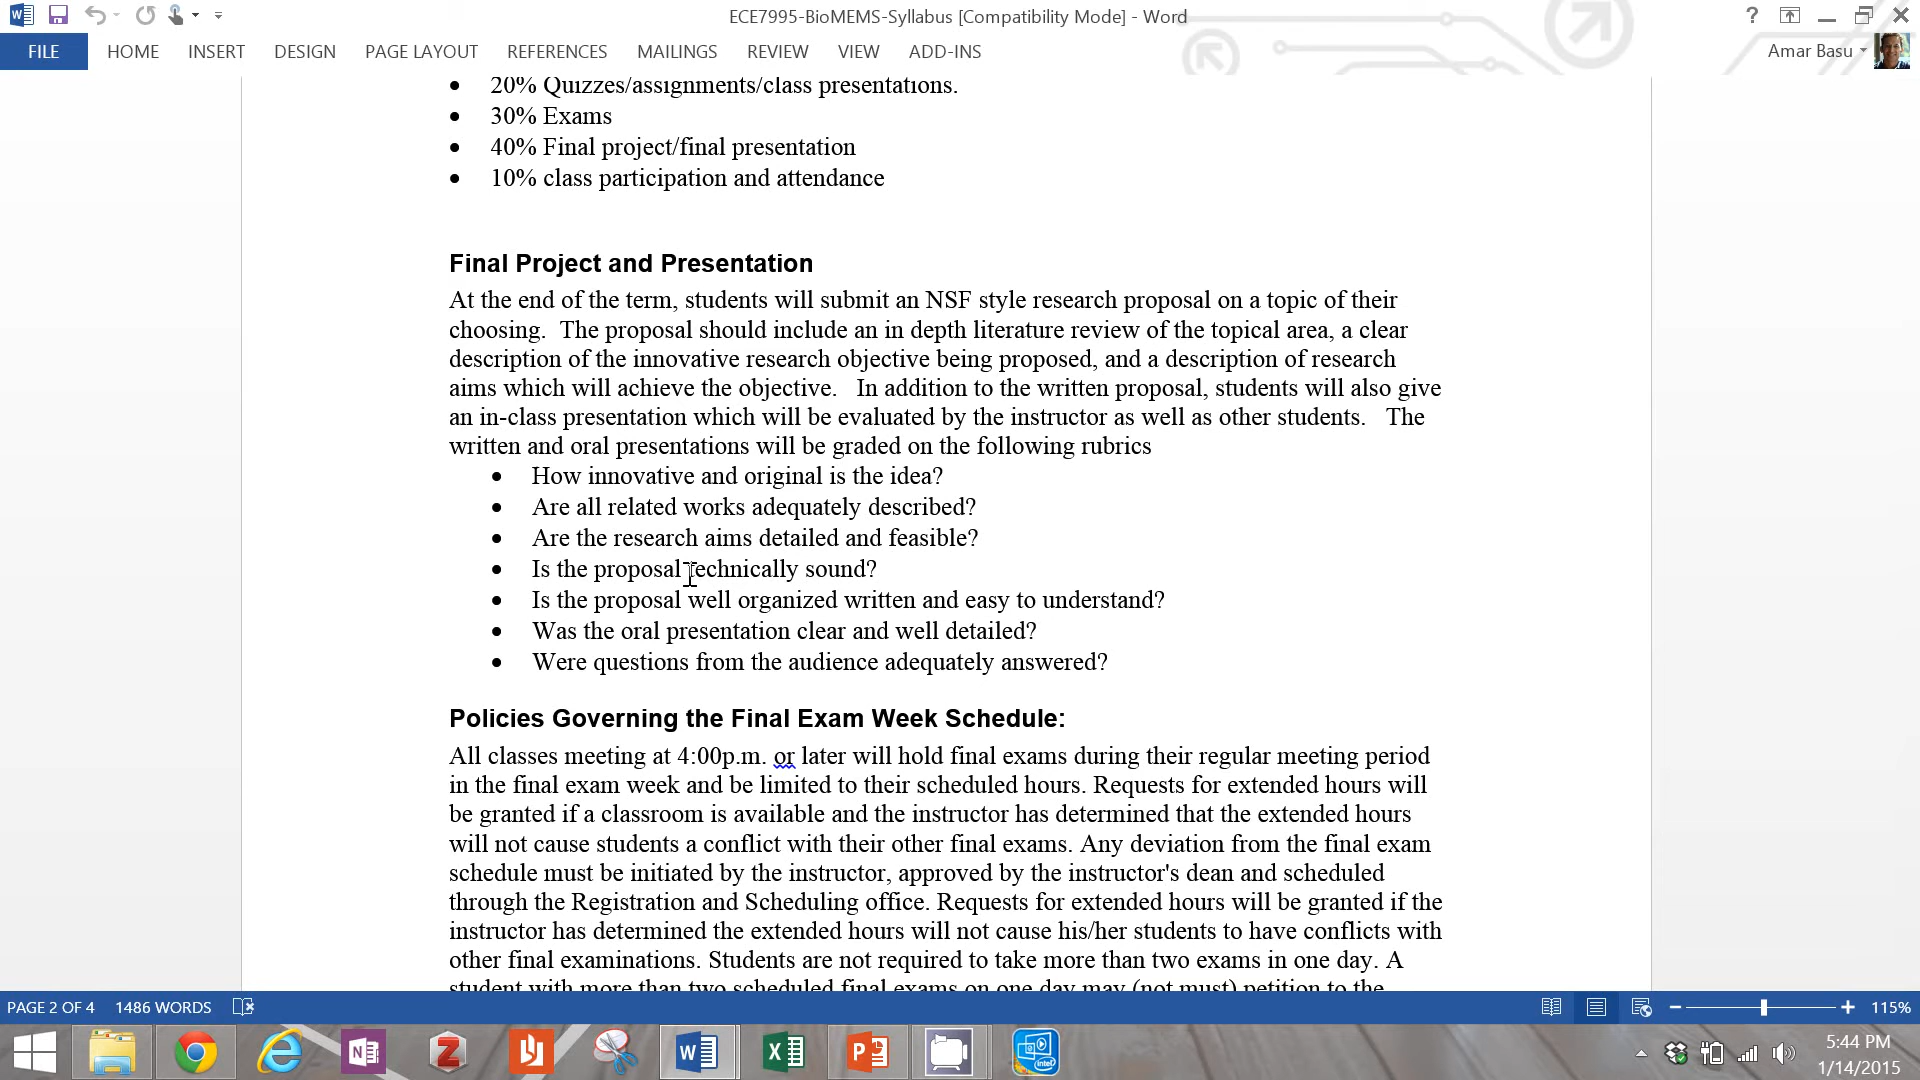 ECE7995-BioMEMS-Syllabus [Compatibility Mode] - Word
FILE HOME INSERT DESIGN PAGE LAYOUT REFERENCES MAILINGS REVIEW VIEW ADD-INS Amar Basu
• 20% Quizzes/assignments/class presentations.
• 30% Exams
• 40% Final project/final presentation
• 10% class participation and attendance
Final Project and Presentation
At the end of the term, students will submit an NSF style research proposal on a topic of their
choosing.  The proposal should include an in depth literature review of the topical area, a clear
description of the innovative research objective being proposed, and a description of research
aims which will achieve the objective.   In addition to the written proposal, students will also give
an in-class presentation which will be evaluated by the instructor as well as other students.   The
written and oral presentations will be graded on the following rubrics
• How innovative and original is the idea?
• Are all related works adequately described?
• Are the research aims detailed and feasible?
• Is the proposal technically sound?
• Is the proposal well organized written and easy to understand?
• Was the oral presentation clear and well detailed?
• Were questions from the audience adequately answered?
Policies Governing the Final Exam Week Schedule:
All classes meeting at 4:00p.m. or later will hold final exams during their regular meeting period
in the final exam week and be limited to their scheduled hours. Requests for extended hours will
be granted if a classroom is available and the instructor has determined that the extended hours
will not cause students a conflict with their other final exams. Any deviation from the final exam
schedule must be initiated by the instructor, approved by the instructor's dean and scheduled
through the Registration and Scheduling office. Requests for extended hours will be granted if the
instructor has determined the extended hours will not cause his/her students to have conflicts with
other final examinations. Students are not required to take more than two exams in one day. A
student with more than two scheduled final exams on one day may (not must) petition to the
PAGE 2 OF 4 1486 WORDS 115%
5:44 PM
1/14/2015